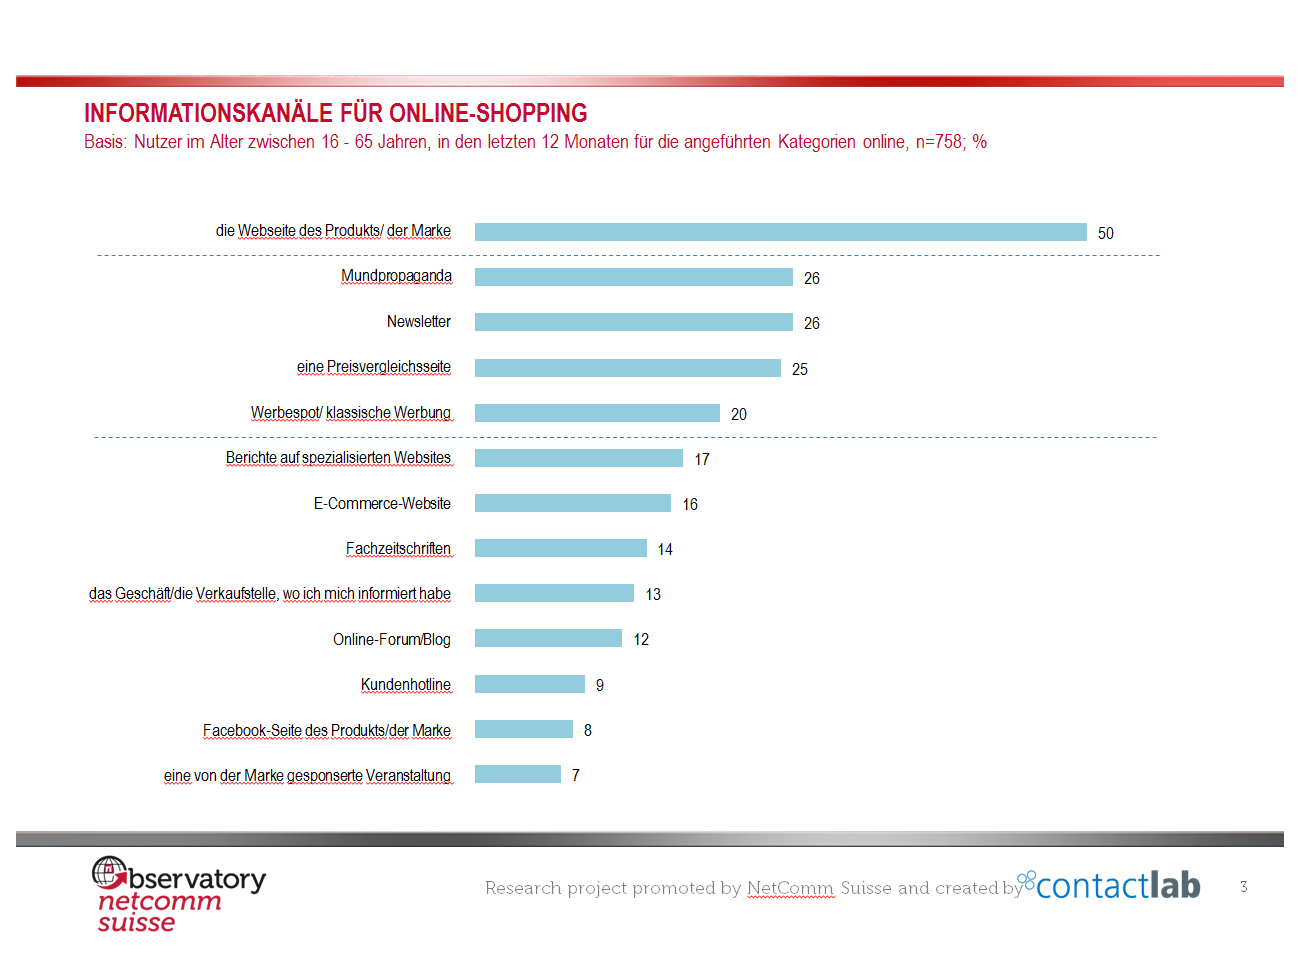 INFORMATIONSKANÄLE FÜR ONLINE-SHOPPING
Basis: Nutzer im Alter zwischen 16 - 65 Jahren, in den letzten 12 Monaten für die angeführten Kategorien online, n=758; %
die Webseite des Produkts/ der Marke 50
Mundpropaganda 26
Newsletter 26
eine Preisvergleichsseite 25
Werbespot/ klassische Werbung 20
Berichte auf spezialisierten Websites 17
E-Commerce-Website 16
Fachzeitschriften 14
das Geschäft/die Verkaufstelle, wo ich mich informiert habe 13
Online-Forum/Blog 12
Kundenhotline 9
Facebook-Seite des Produkts/der Marke 8
eine von der Marke gesponserte Veranstaltung 7
Observatory
netcomm
suisse
Research project promoted by NetComm Suisse and created by contactlab 3